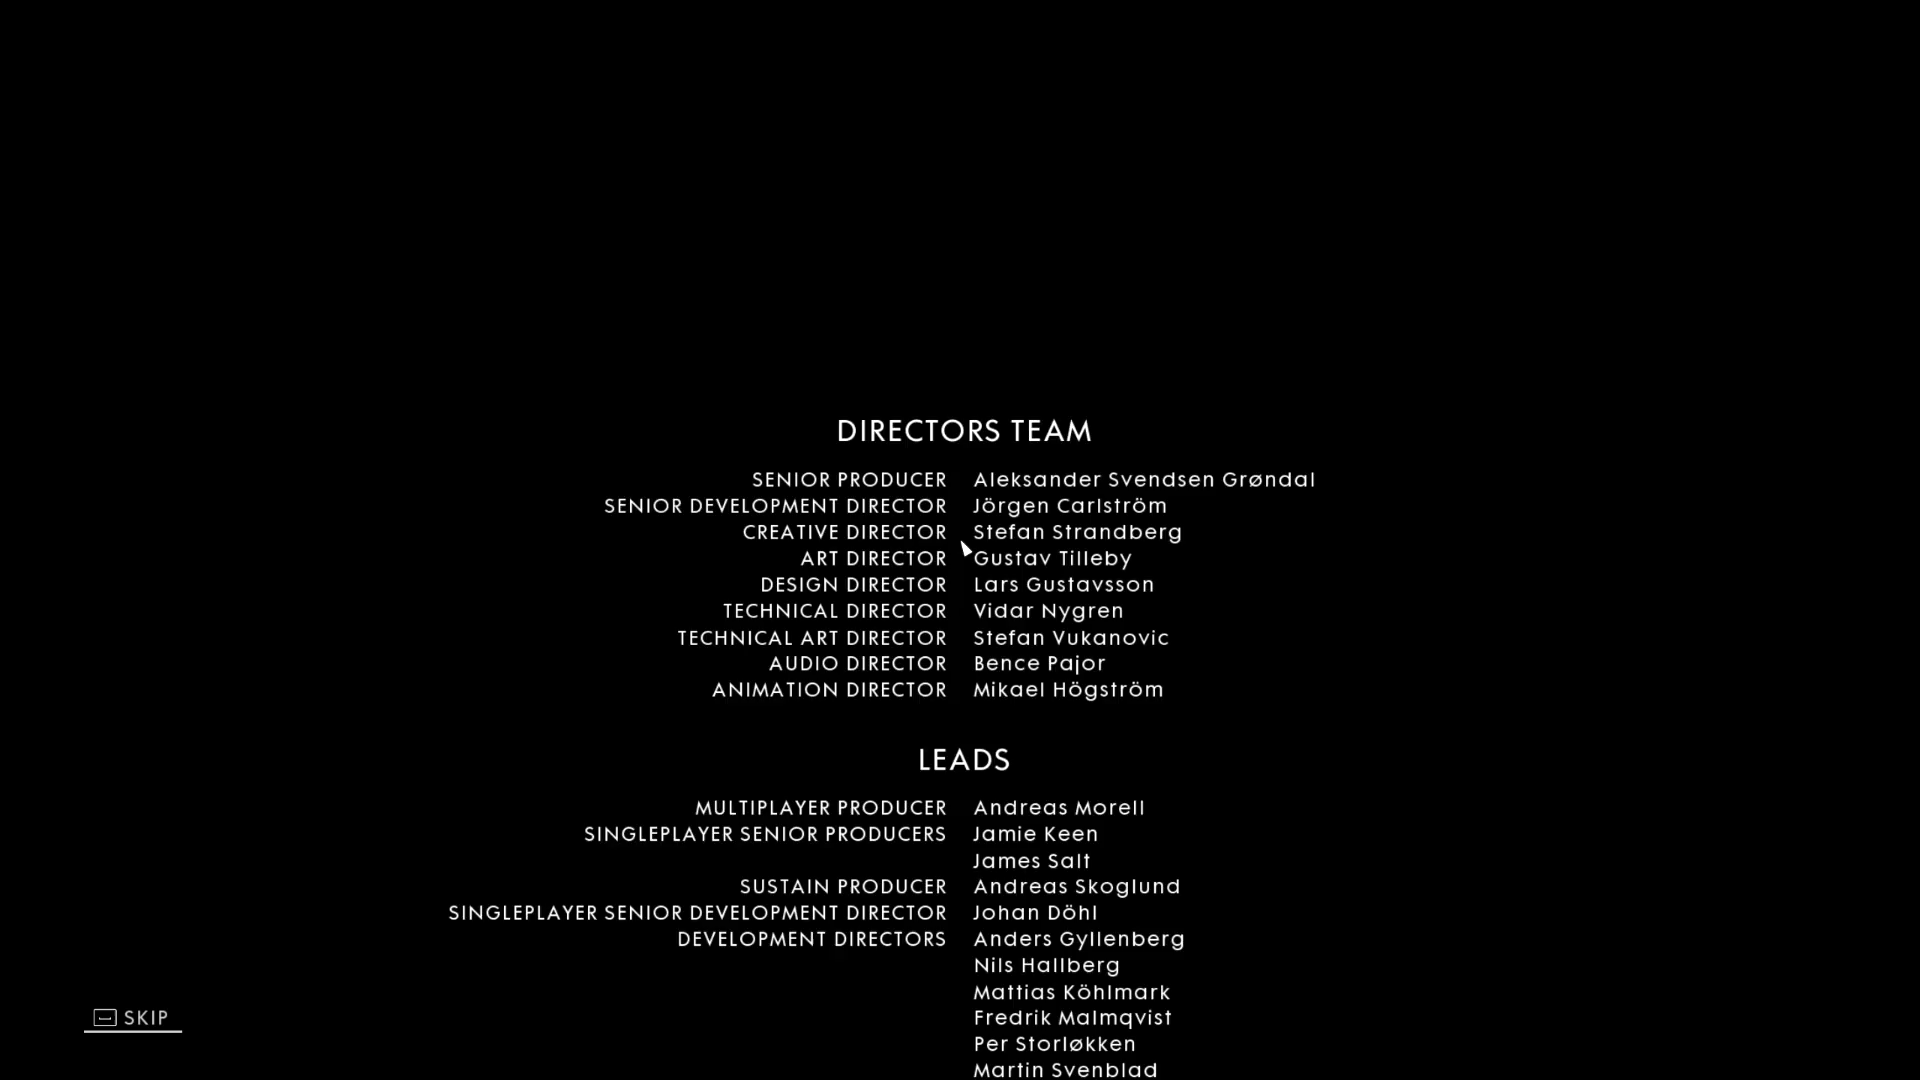 DIRECTORS TEAM
SENIOR PRODUCER Aleksander Svendsen Grøndal
SENIOR DEVELOPMENT DIRECTOR Jörgen Carlström
CREATIVE DIRECTOR Stefan Strandberg
ART DIRECTOR Gustav Tilleby
DESIGN DIRECTOR Lars Gustavsson
TECHNICAL DIRECTOR Vidar Nygren
TECHNICAL ART DIRECTOR Stefan Vukanovic
AUDIO DIRECTOR Bence Pajor
ANIMATION DIRECTOR Mikael Högström
LEADS
MULTIPLAYER PRODUCER Andreas Morell
SINGLEPLAYER SENIOR PRODUCERS Jamie Keen
James Salt
SUSTAIN PRODUCER Andreas Skoglund
SINGLEPLAYER SENIOR DEVELOPMENT DIRECTOR Johan Döhl
DEVELOPMENT DIRECTORS Anders Gyllenberg
Nils Hallberg
Mattias Köhlmark
Fredrik Malmqvist
Per Storløkken
Martin Svenblad
SKIP